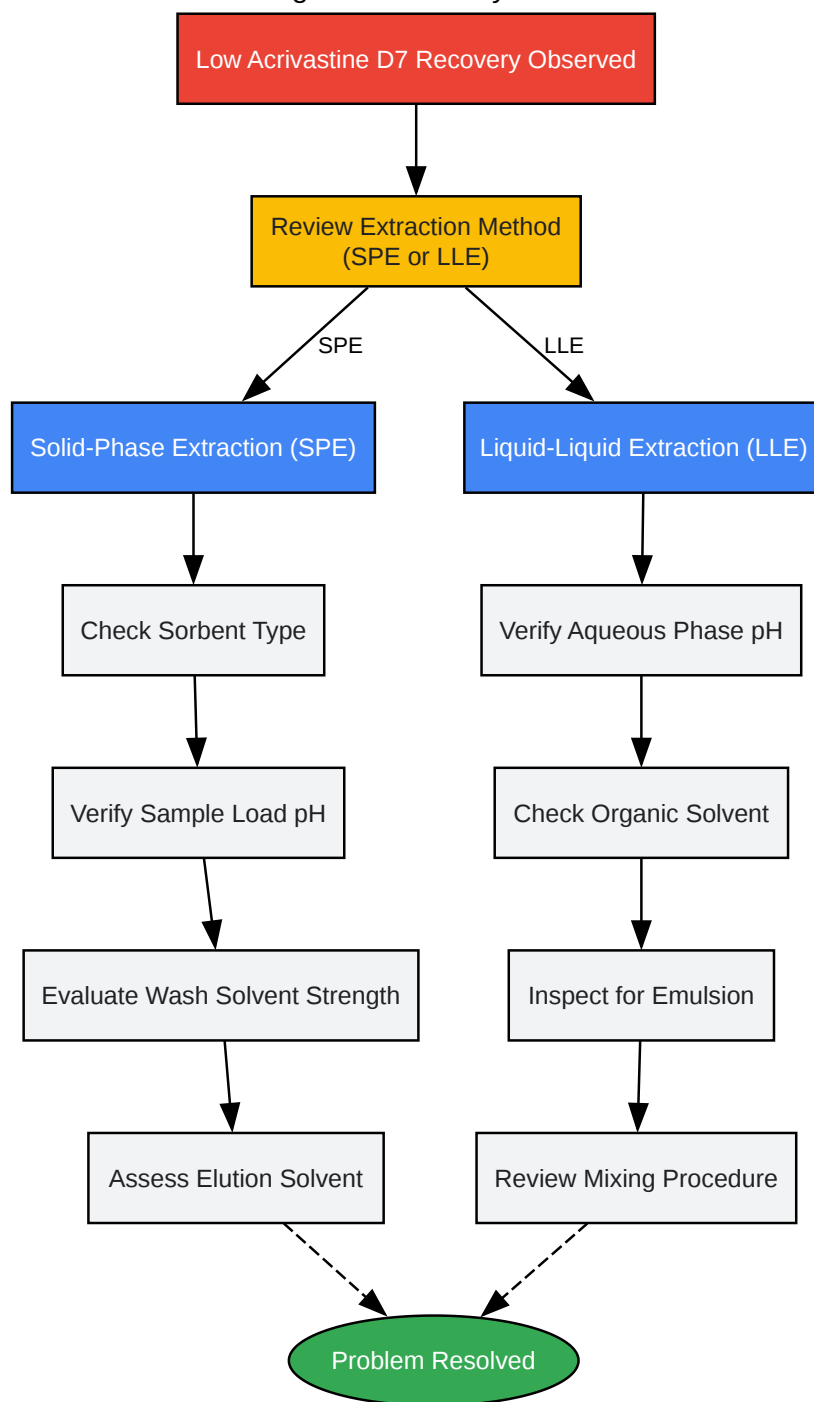 Low Acrivastine D7 Recovery Observed
Review Extraction Method
(SPE or LLE)
SPE
LLE
Solid-Phase Extraction (SPE)
Liquid-Liquid Extraction (LLE)
Check Sorbent Type
Verify Aqueous Phase pH
Verify Sample Load pH
Check Organic Solvent
Evaluate Wash Solvent Strength
Inspect for Emulsion
Assess Elution Solvent
Review Mixing Procedure
Problem Resolved